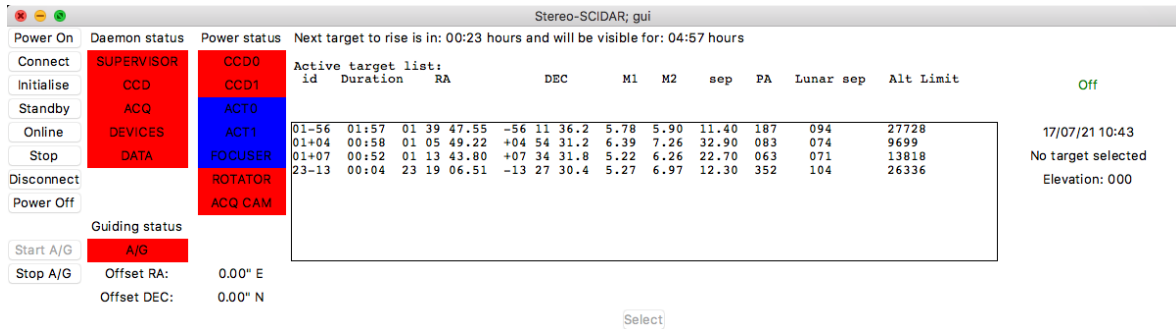 Stereo-SCIDAR; gui
Power On Daemon status Power status Next target to rise is in: 00:23 hours and will be visible for: 04:57 hours
Connect SUPERVISOR CCD0 Active target list:
id Duration RA DEC M1 M2 sep PA Lunar sep Alt Limit
Initialise CCD CCD1 Off
Standby ACQ ACT0
Online DEVICES ACT1 01-56 01:57 01 39 47.55 -56 11 36.2 5.78 5.90 11.40 187 094 27728 17/07/21 10:43
01+04 00:58 01 05 49.22 +04 54 31.2 6.39 7.26 32.90 083 074 9699
Stop DATA FOCUSER 01+07 00:52 01 13 43.80 +07 34 31.8 5.22 6.26 22.70 063 071 13818 No target selected
23-13 00:04 23 19 06.51 -13 27 30.4 5.27 6.97 12.30 352 104 26336
Disconnect ROTATOR Elevation: 000
Power Off ACQ CAM
Guiding status
Start A/G A/G
Stop A/G Offset RA: 0.00" E
Offset DEC: 0.00" N
Select